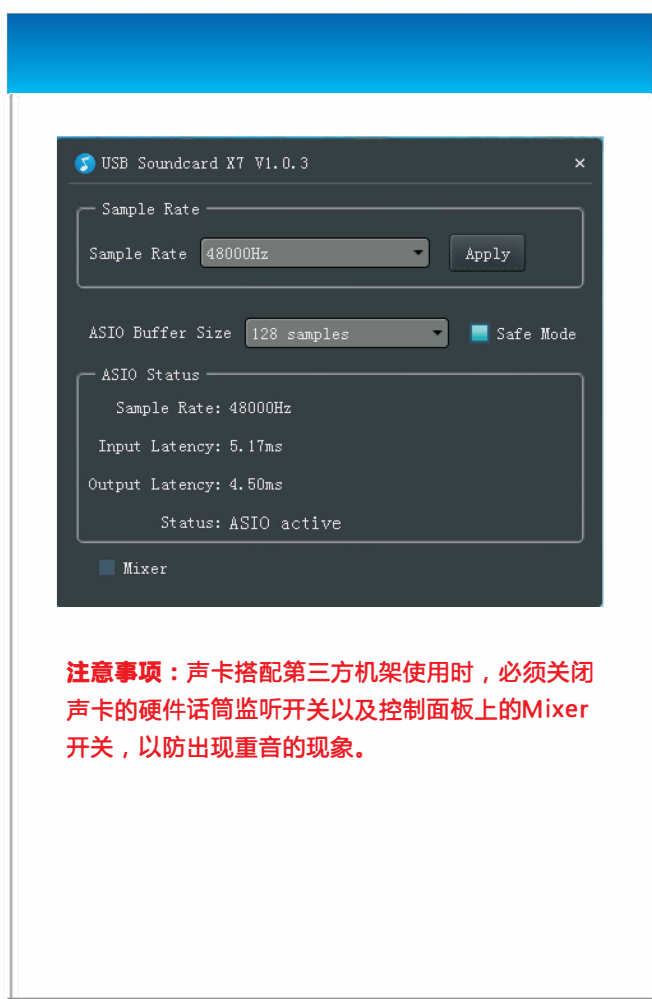 USB Soundcard X7 V1.0.3 ×
Sample Rate
Sample Rate 48000Hz Apply
ASIO Buffer Size 128 samples Safe Mode
ASIO Status
Sample Rate: 48000Hz
Input Latency: 5.17ms
Output Latency: 4.50ms
Status: ASIO active
Mixer
注意事项：声卡搭配第三方机架使用时，必须关闭
声卡的硬件话筒监听开关以及控制面板上的Mixer
开关，以防出现重音的现象。